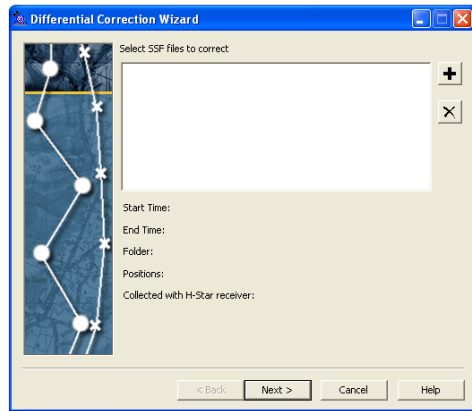 Differential Correction Wizard
Select SSF files to correct
Start Time:
End Time:
Folder:
Positions:
Collected with H-Star receiver:
< Back Next > Cancel Help